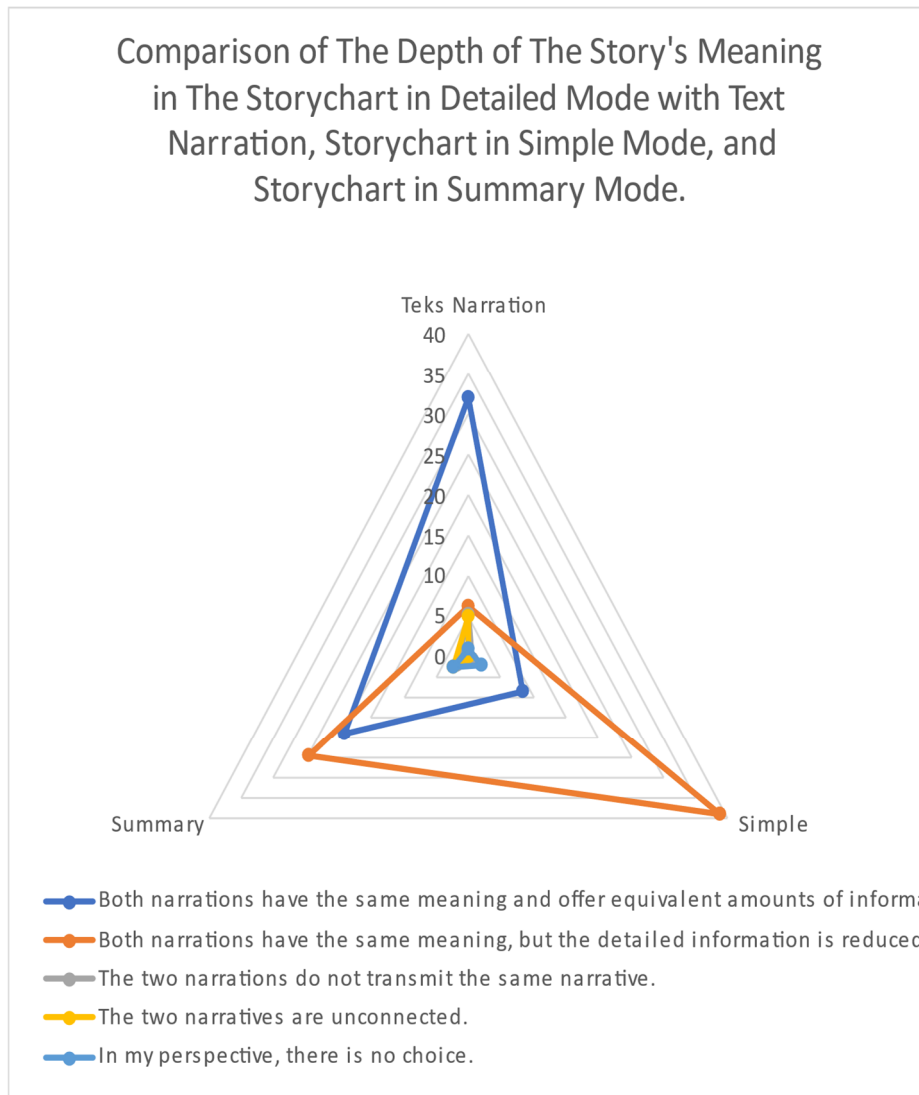 Comparison of The Depth of The Story's Meaning
in The Storychart in Detailed Mode with Text
Narration, Storychart in Simple Mode, and
Storychart in Summary Mode.
Teks Narration
40
35
30
25
20
15
10
5
0
Summary
Simple
Both narrations have the same meaning and offer equivalent amounts of informa
Both narrations have the same meaning, but the detailed information is reduced
The two narrations do not transmit the same narrative.
The two narratives are unconnected.
In my perspective, there is no choice.